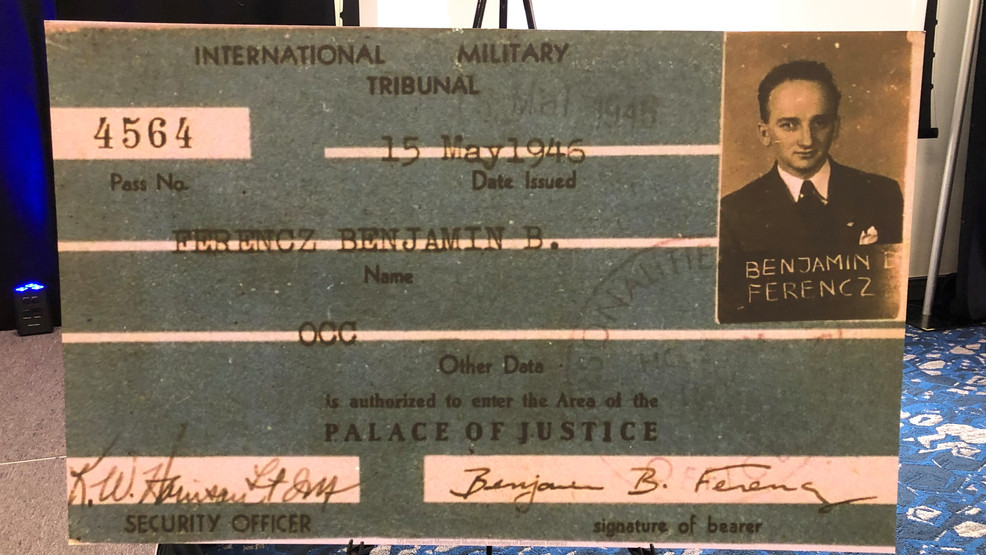 INTERNATIONAL MILITARY
TRIBUNAL
4564
Pass No.
15 May 1946
Date Issued
FERENCZ BENJAMIN B.
Name
BENJAMIN B
FERENCZ
OCC
Other Data
is authorized to enter the Area of the
PALACE OF JUSTICE
SECURITY OFFICER
Benjamin B. Ferencz
signature of bearer